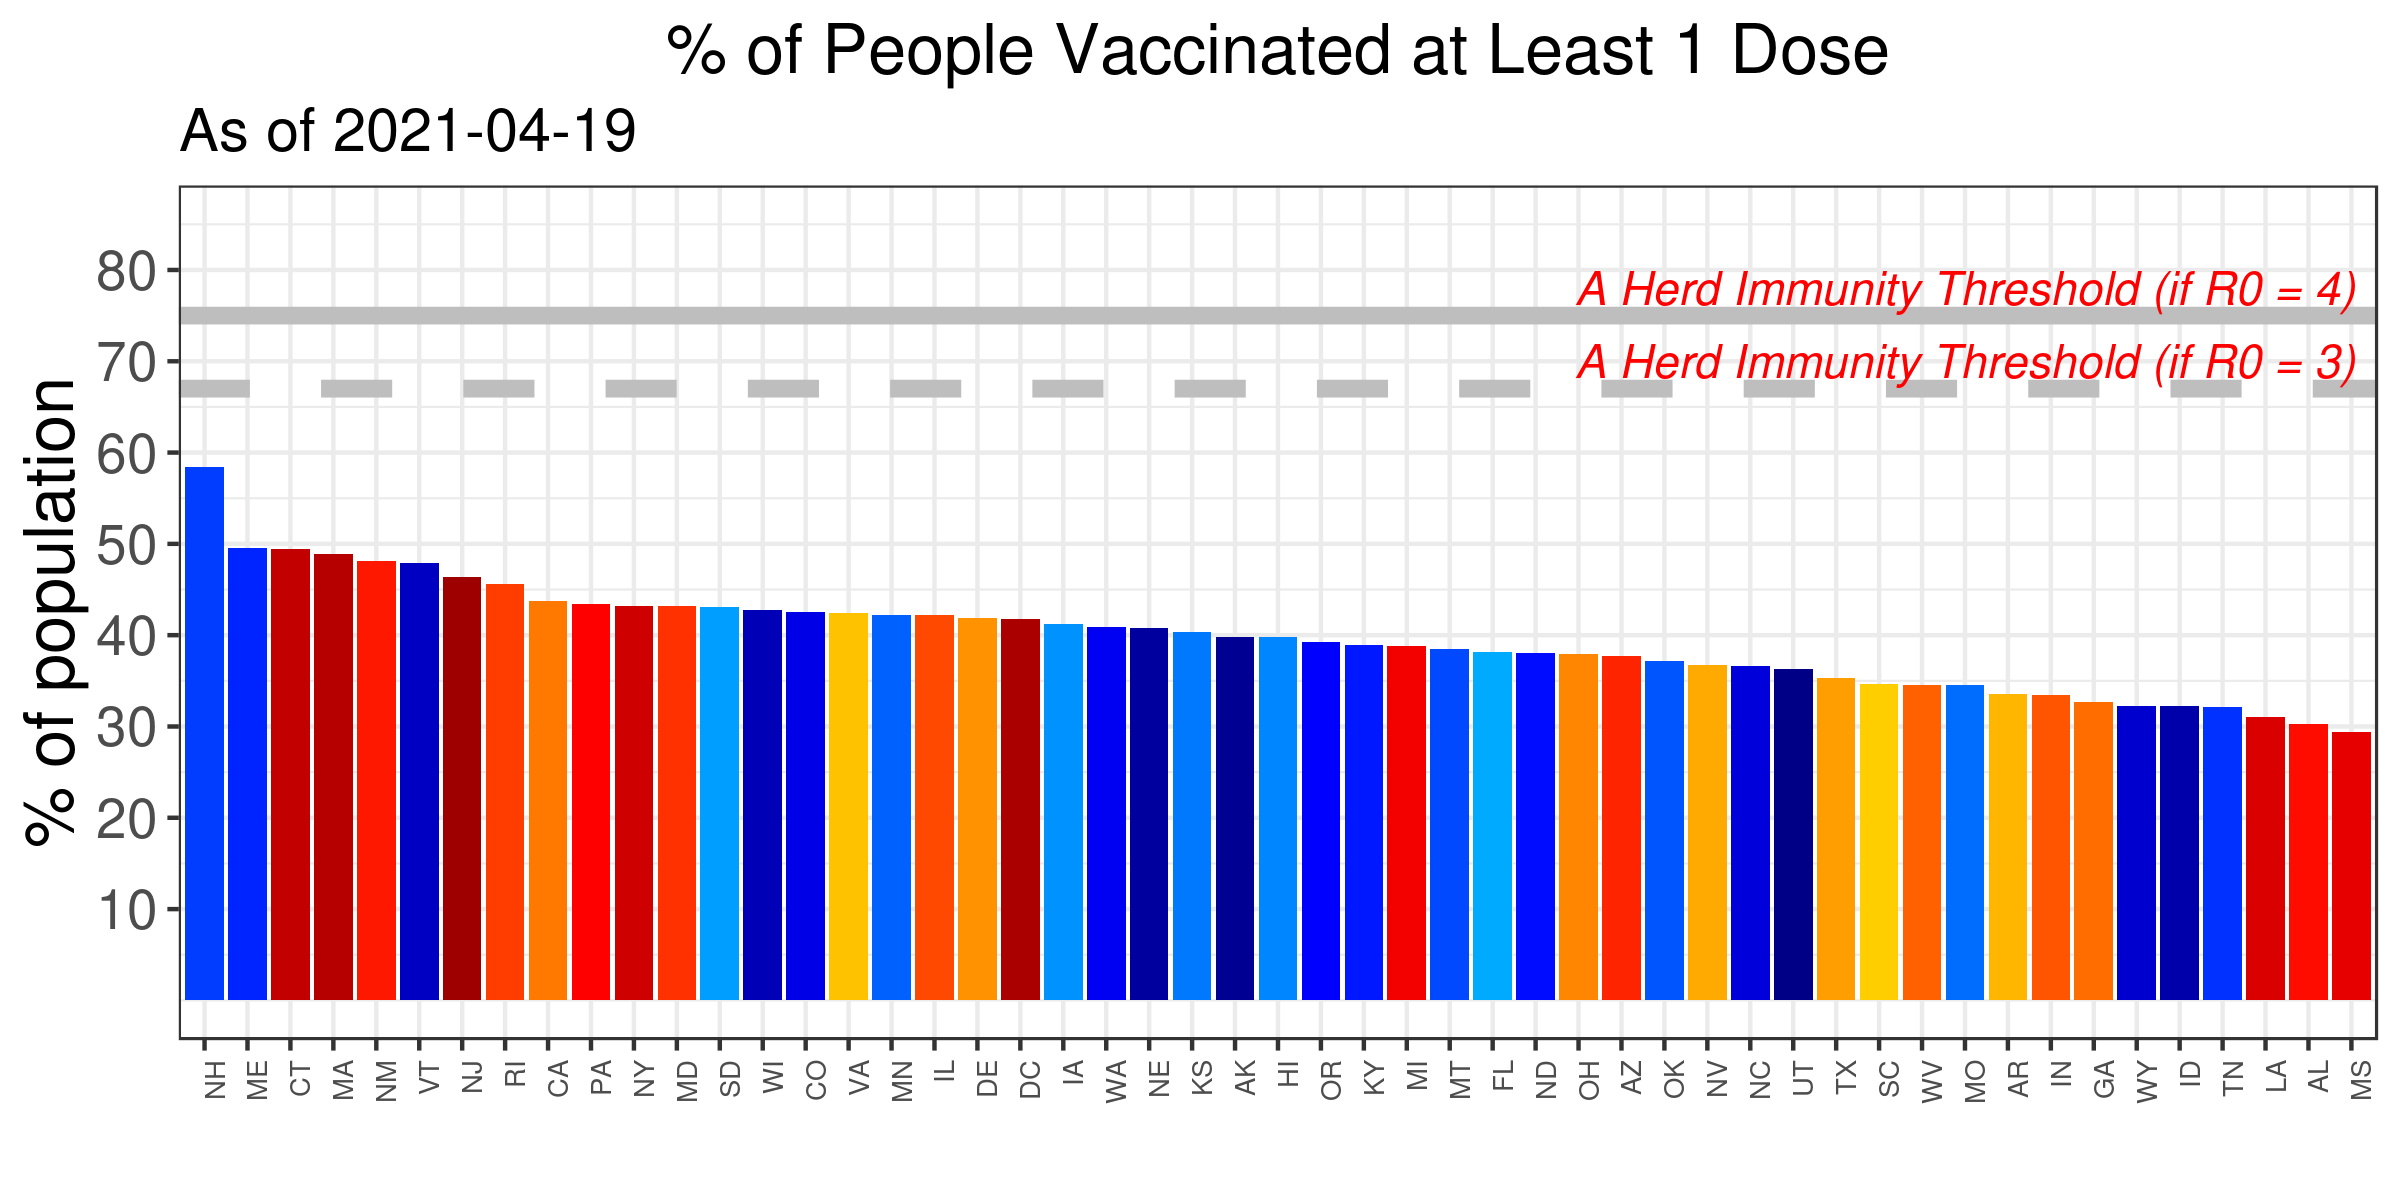 % of People Vaccinated at Least 1 Dose
As of 2021-04-19
% of population
80
70
60
50
40
30
20
10
A Herd Immunity Threshold (if R0 = 4)
A Herd Immunity Threshold (if R0 = 3)
NH ME CT MA NM VT NJ RI CA PA NY MD SD WI CO VA MN IL DE DC IA WA NE KS AK HI OR KY MI MT FL ND OH AZ OK NV NC UT TX SC WV MO AR IN GA WY ID TN LA AL MS